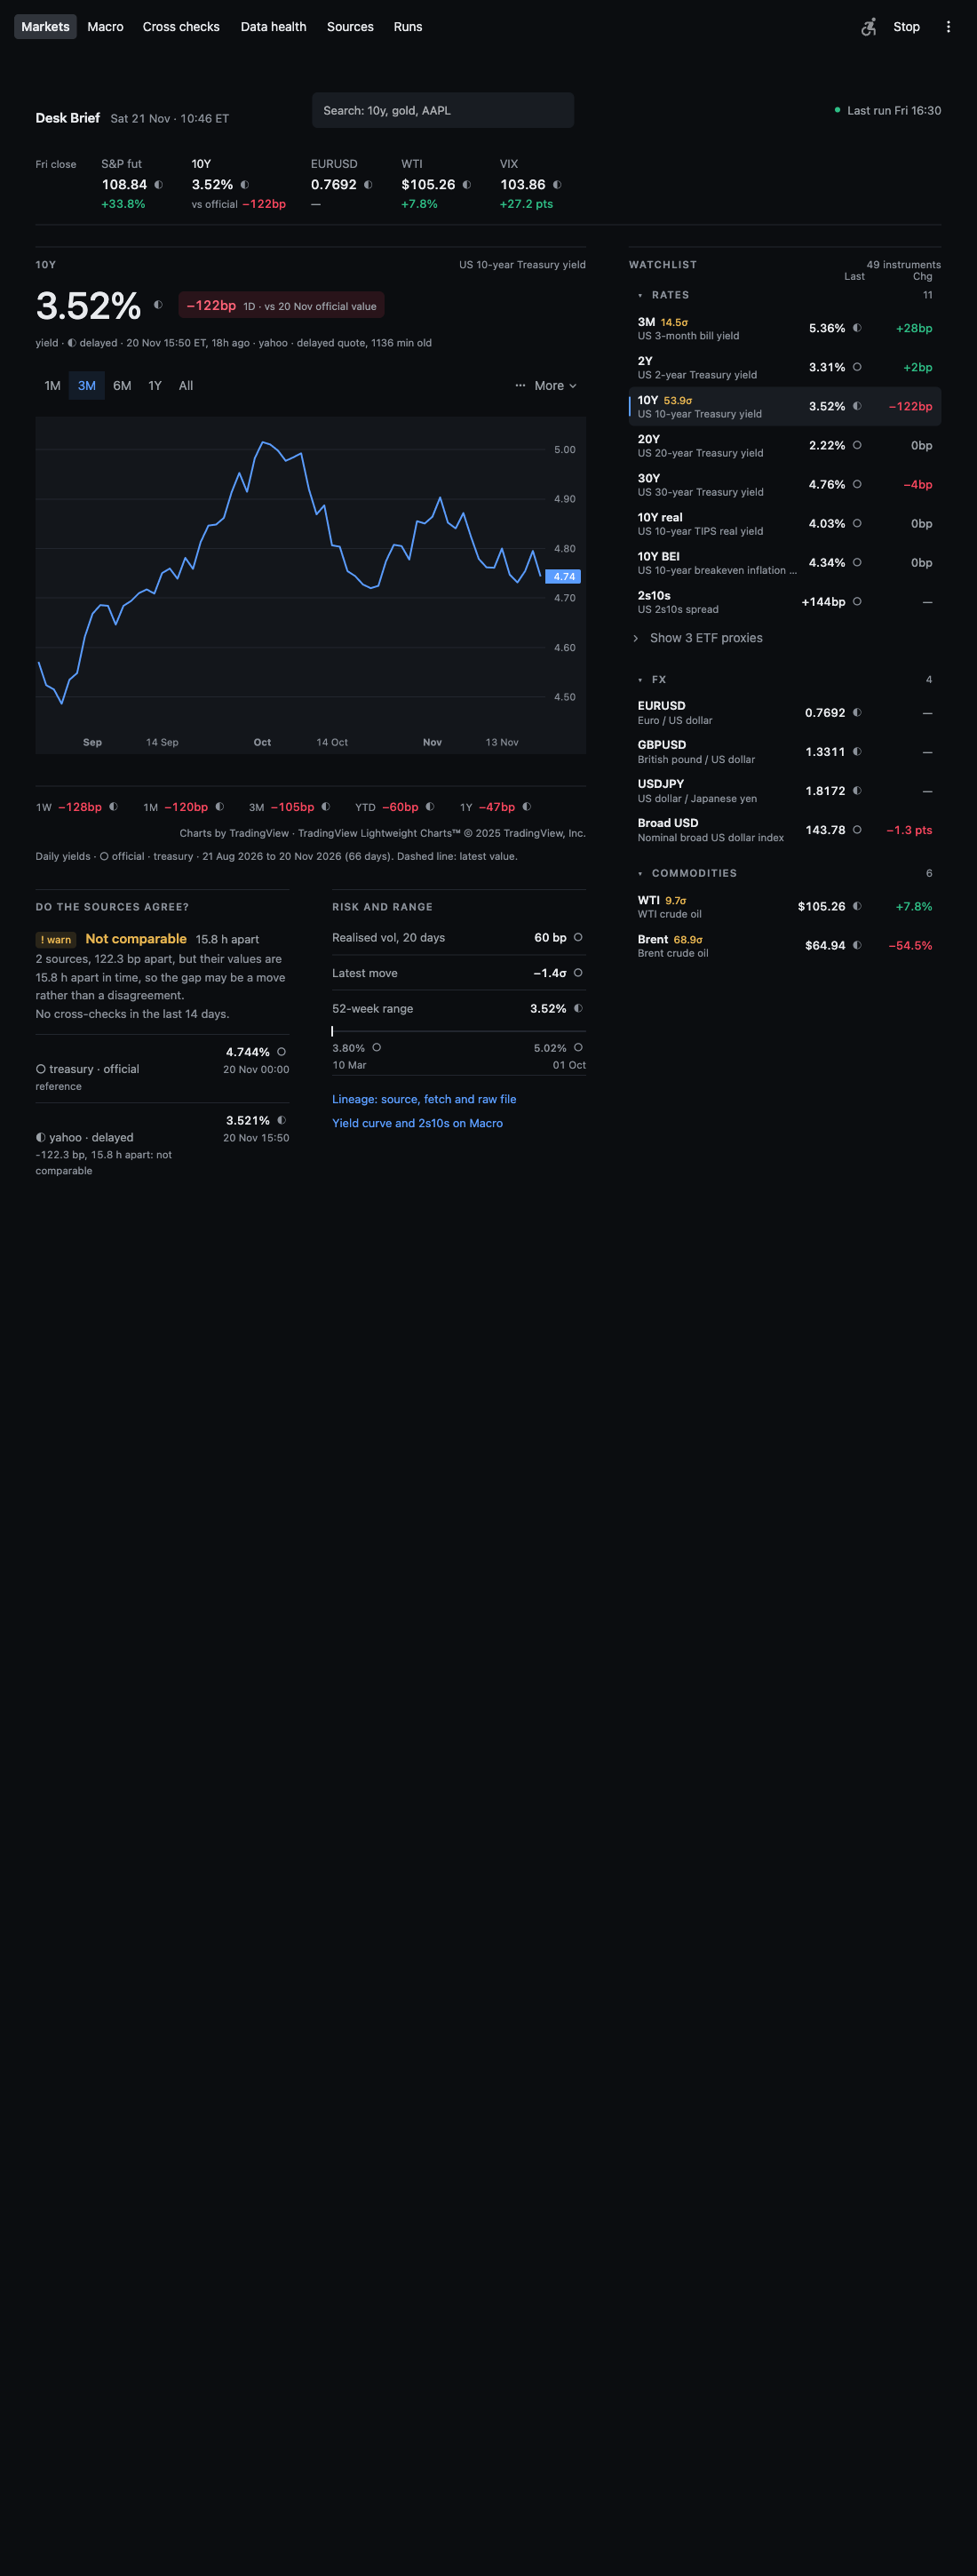 Markets Macro Cross checks Data health Sources Runs Stop
Desk Brief Sat 21 Nov · 10:46 ET
Search: 10y, gold, AAPL
Last run Fri 16:30
Fri close
S&P fut
108.84
+33.8%
10Y
3.52%
vs official −122bp
EURUSD
0.7692
—
WTI
$105.26
+7.8%
VIX
103.86
+27.2 pts
10Y
US 10-year Treasury yield
3.52%
−122bp 1D · vs 20 Nov official value
yield · delayed · 20 Nov 15:50 ET, 18h ago · yahoo · delayed quote, 1136 min old
1M 3M 6M 1Y All
··· More
5.00
4.90
4.80
4.74
4.70
4.60
4.50
Sep 14 Sep Oct 14 Oct Nov 13 Nov
1W −128bp 1M −120bp 3M −105bp YTD −60bp 1Y −47bp
Charts by TradingView · TradingView Lightweight Charts™ © 2025 TradingView, Inc.
Daily yields · official · treasury · 21 Aug 2026 to 20 Nov 2026 (66 days). Dashed line: latest value.
DO THE SOURCES AGREE?
! warn Not comparable 15.8 h apart
2 sources, 122.3 bp apart, but their values are
15.8 h apart in time, so the gap may be a move
rather than a disagreement.
No cross-checks in the last 14 days.
4.744%
treasury · official 20 Nov 00:00
reference
3.521%
yahoo · delayed 20 Nov 15:50
-122.3 bp, 15.8 h apart: not
comparable
RISK AND RANGE
Realised vol, 20 days 60 bp
Latest move −1.4σ
52-week range 3.52%
3.80% 5.02%
10 Mar 01 Oct
Lineage: source, fetch and raw file
Yield curve and 2s10s on Macro
WATCHLIST 49 instruments
Last Chg
RATES 11
3M 14.5σ
US 3-month bill yield
5.36% +28bp
2Y
US 2-year Treasury yield
3.31% +2bp
10Y 53.9σ
US 10-year Treasury yield
3.52% −122bp
20Y
US 20-year Treasury yield
2.22% 0bp
30Y
US 30-year Treasury yield
4.76% −4bp
10Y real
US 10-year TIPS real yield
4.03% 0bp
10Y BEI
US 10-year breakeven inflation ...
4.34% 0bp
2s10s
US 2s10s spread
+144bp —
Show 3 ETF proxies
FX 4
EURUSD
Euro / US dollar
0.7692 —
GBPUSD
British pound / US dollar
1.3311 —
USDJPY
US dollar / Japanese yen
1.8172 —
Broad USD
Nominal broad US dollar index
143.78 −1.3 pts
COMMODITIES 6
WTI 9.7σ
WTI crude oil
$105.26 +7.8%
Brent 68.9σ
Brent crude oil
$64.94 −54.5%